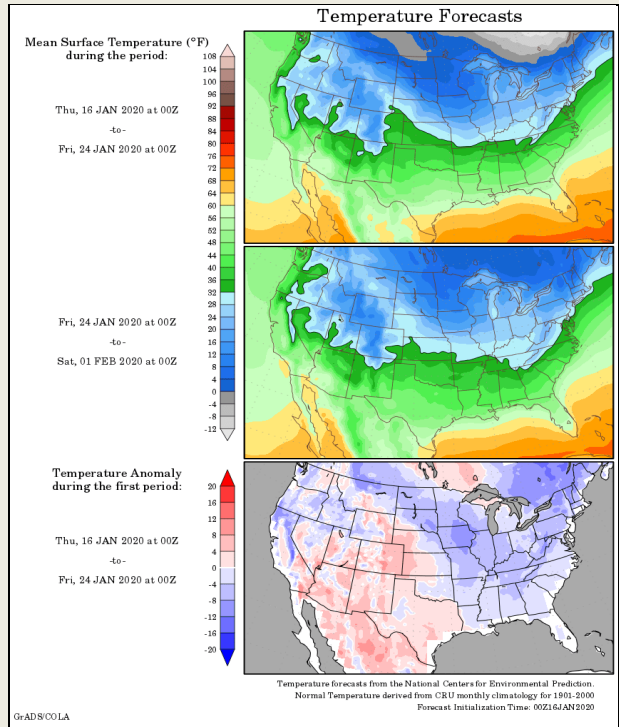 Temperature Forecasts
Mean Surface Temperature (°F)
during the period:
Thu, 16 JAN 2020 at 00Z
-to-
Fri, 24 JAN 2020 at 00Z
108
104
100
96
92
88
84
80
76
72
68
64
60
56
52
48
44
40
36
32
28
24
20
16
12
8
4
0
-4
-8
-12
Fri, 24 JAN 2020 at 00Z
-to-
Sat, 01 FEB 2020 at 00Z
Temperature Anomaly
during the first period:
Thu, 16 JAN 2020 at 00Z
-to-
Fri, 24 JAN 2020 at 00Z
20
16
12
8
4
0
-4
-8
-12
-16
-20
Temperature forecasts from the National Centers for Environmental Prediction.
Normal Temperature derived from CRU monthly climatology for 1901-2000
Forecast Initialization Time: 00Z16JAN2020
GrADS/COLA